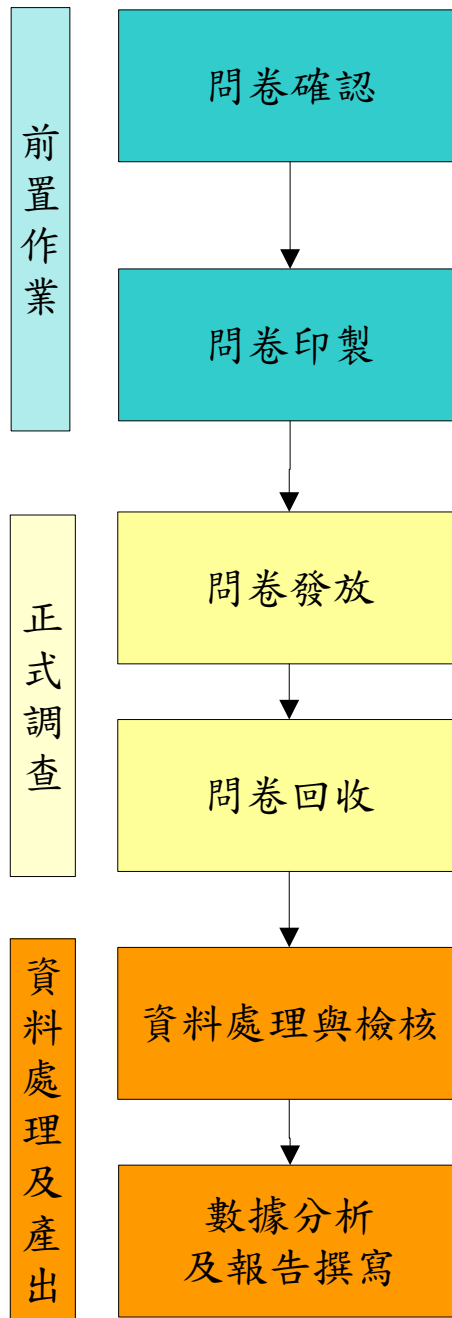 前置作業
問卷確認
問卷印製
正式調查
問卷發放
問卷回收
資料處理及產出
資料處理與檢核
數據分析
及報告撰寫